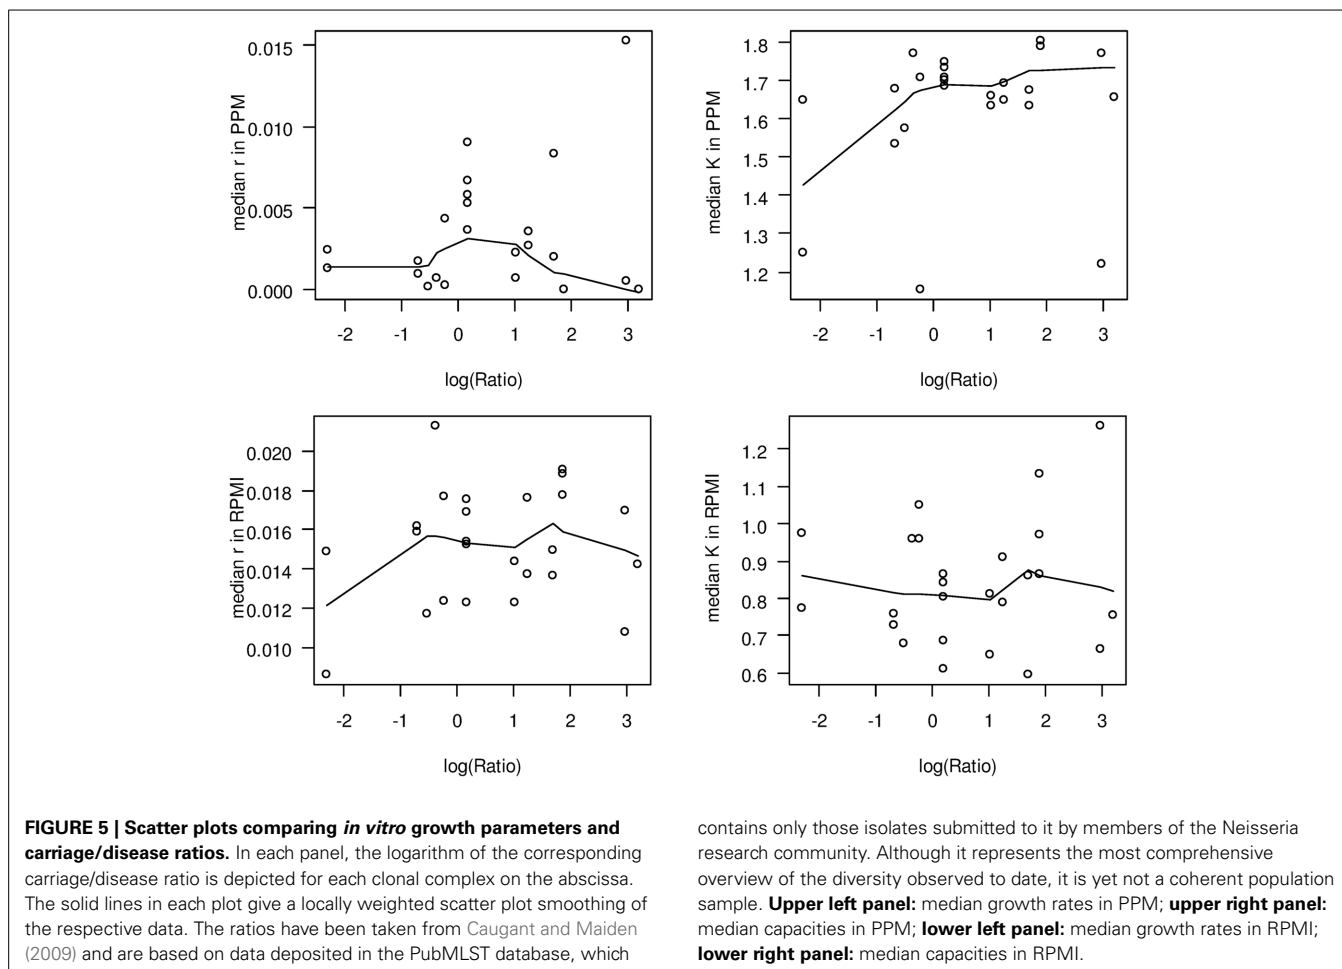 0.015
0.010
0.005
0.000
median r in PPM
-2 -1 0 1 2 3
log(Ratio)
1.8
1.7
1.6
1.5
1.4
1.3
1.2
median K in PPM
-2 -1 0 1 2 3
log(Ratio)
0.020
0.018
0.016
0.014
0.012
0.010
median r in RPMI
-2 -1 0 1 2 3
log(Ratio)
1.2
1.1
1.0
0.9
0.8
0.7
0.6
median K in RPMI
-2 -1 0 1 2 3
log(Ratio)
FIGURE 5 | Scatter plots comparing in vitro growth parameters and
carriage/disease ratios. In each panel, the logarithm of the corresponding
carriage/disease ratio is depicted for each clonal complex on the abscissa.
The solid lines in each plot give a locally weighted scatter plot smoothing of
the respective data. The ratios have been taken from Caugant and Maiden
(2009) and are based on data deposited in the PubMLST database, which
contains only those isolates submitted to it by members of the Neisseria
research community. Although it represents the most comprehensive
overview of the diversity observed to date, it is yet not a coherent population
sample. Upper left panel: median growth rates in PPM; upper right panel:
median capacities in PPM; lower left panel: median growth rates in RPMI;
lower right panel: median capacities in RPMI.